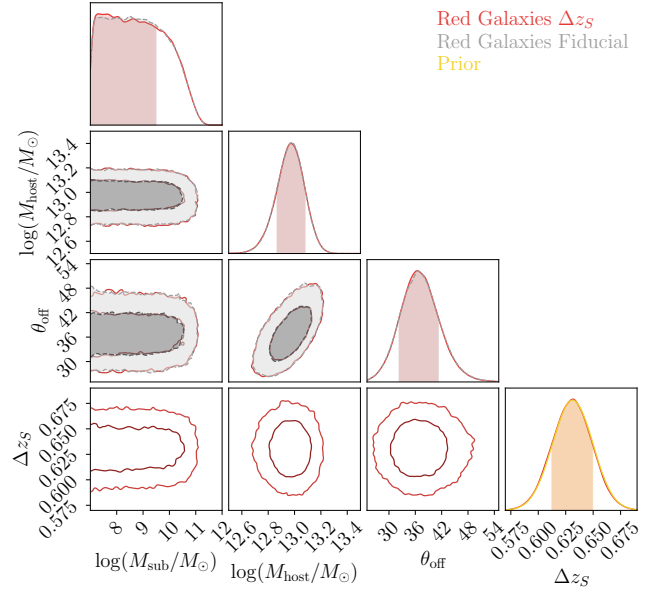 Red Galaxies Δz_S
Red Galaxies Fiducial
Prior
log(M_host/M_⊙)
13.4
13.2
13.0
12.8
12.6
θ_off
54
48
42
36
30
Δz_S
0.675
0.650
0.625
0.600
0.575
8 9 10 11 12
log(M_sub/M_⊙)
12.6 12.8 13.0 13.2 13.4
log(M_host/M_⊙)
30 36 42 48 54
θ_off
0.575 0.600 0.625 0.650 0.675
Δz_S